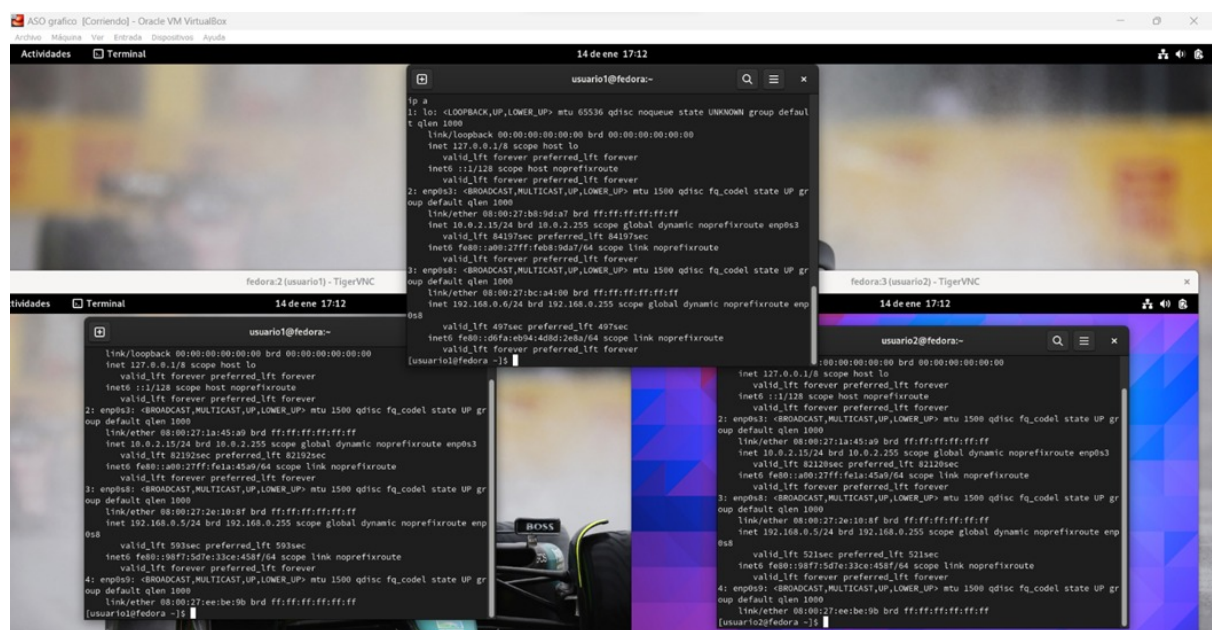 ASO grafico [Corriendo] - Oracle VM VirtualBox
Archivo Máquina Ver Entrada Dispositivos Ayuda
Actividades Terminal 14 de ene 17:12
usuario1@fedora:~
ip a
1: lo: <LOOPBACK,UP,LOWER_UP> mtu 65536 qdisc noqueue state UNKNOWN group defaul
t qlen 1000
link/loopback 00:00:00:00:00:00 brd 00:00:00:00:00:00
inet 127.0.0.1/8 scope host lo
valid_lft forever preferred_lft forever
inet6 ::1/128 scope host noprefixroute
valid_lft forever preferred_lft forever
2: enp0s3: <BROADCAST,MULTICAST,UP,LOWER_UP> mtu 1500 qdisc fq_codel state UP gr
oup default qlen 1000
link/ether 08:00:27:b8:9d:a7 brd ff:ff:ff:ff:ff:ff
inet 10.0.2.15/24 brd 10.0.2.255 scope global dynamic noprefixroute enp0s3
valid_lft 84197sec preferred_lft 84197sec
inet6 fe80::a00:27ff:feb8:9da7/64 scope link noprefixroute
valid_lft forever preferred_lft forever
3: enp0s8: <BROADCAST,MULTICAST,UP,LOWER_UP> mtu 1500 qdisc fq_codel state UP gr
oup default qlen 1000
link/ether 08:00:27:bc:a4:00 brd ff:ff:ff:ff:ff:ff
inet 192.168.0.6/24 brd 192.168.0.255 scope global dynamic noprefixroute enp
0s8
valid_lft 497sec preferred_lft 497sec
inet6 fe80::d6fa:eb94:4d8d:2e8a/64 scope link noprefixroute
valid_lft forever preferred_lft forever
[usuario1@fedora ~]$
fedora:2 (usuario1) - TigerVNC
tividades Terminal 14 de ene 17:12
usuario1@fedora:~
link/loopback 00:00:00:00:00:00 brd 00:00:00:00:00:00
inet 127.0.0.1/8 scope host lo
valid_lft forever preferred_lft forever
inet6 ::1/128 scope host noprefixroute
valid_lft forever preferred_lft forever
2: enp0s3: <BROADCAST,MULTICAST,UP,LOWER_UP> mtu 1500 qdisc fq_codel state UP gr
oup default qlen 1000
link/ether 08:00:27:1a:45:a9 brd ff:ff:ff:ff:ff:ff
inet 10.0.2.15/24 brd 10.0.2.255 scope global dynamic noprefixroute enp0s3
valid_lft 82192sec preferred_lft 82192sec
inet6 fe80::a00:27ff:fe1a:45a9/64 scope link noprefixroute
valid_lft forever preferred_lft forever
3: enp0s8: <BROADCAST,MULTICAST,UP,LOWER_UP> mtu 1500 qdisc fq_codel state UP gr
oup default qlen 1000
link/ether 08:00:27:2e:10:8f brd ff:ff:ff:ff:ff:ff
inet 192.168.0.5/24 brd 192.168.0.255 scope global dynamic noprefixroute enp
0s8
valid_lft 593sec preferred_lft 593sec
inet6 fe80::98f7:5d7e:33ce:458f/64 scope link noprefixroute
valid_lft forever preferred_lft forever
4: enp0s9: <BROADCAST,MULTICAST,UP,LOWER_UP> mtu 1500 qdisc fq_codel state UP gr
oup default qlen 1000
link/ether 08:00:27:ee:be:9b brd ff:ff:ff:ff:ff:ff
[usuario1@fedora ~]$
BOSS
fedora:3 (usuario2) - TigerVNC
14 de ene 17:12
usuario2@fedora:~
:00:00:00:00:00 brd 00:00:00:00:00:00
inet 127.0.0.1/8 scope host lo
valid_lft forever preferred_lft forever
inet6 ::1/128 scope host noprefixroute
valid_lft forever preferred_lft forever
2: enp0s3: <BROADCAST,MULTICAST,UP,LOWER_UP> mtu 1500 qdisc fq_codel state UP gr
oup default qlen 1000
link/ether 08:00:27:1a:45:a9 brd ff:ff:ff:ff:ff:ff
inet 10.0.2.15/24 brd 10.0.2.255 scope global dynamic noprefixroute enp0s3
valid_lft 82120sec preferred_lft 82120sec
inet6 fe80::a00:27ff:fe1a:45a9/64 scope link noprefixroute
valid_lft forever preferred_lft forever
3: enp0s8: <BROADCAST,MULTICAST,UP,LOWER_UP> mtu 1500 qdisc fq_codel state UP gr
oup default qlen 1000
link/ether 08:00:27:2e:10:8f brd ff:ff:ff:ff:ff:ff
inet 192.168.0.5/24 brd 192.168.0.255 scope global dynamic noprefixroute enp
0s8
valid_lft 521sec preferred_lft 521sec
inet6 fe80::98f7:5d7e:33ce:458f/64 scope link noprefixroute
valid_lft forever preferred_lft forever
4: enp0s9: <BROADCAST,MULTICAST,UP,LOWER_UP> mtu 1500 qdisc fq_codel state UP gr
oup default qlen 1000
link/ether 08:00:27:ee:be:9b brd ff:ff:ff:ff:ff:ff
[usuario2@fedora ~]$